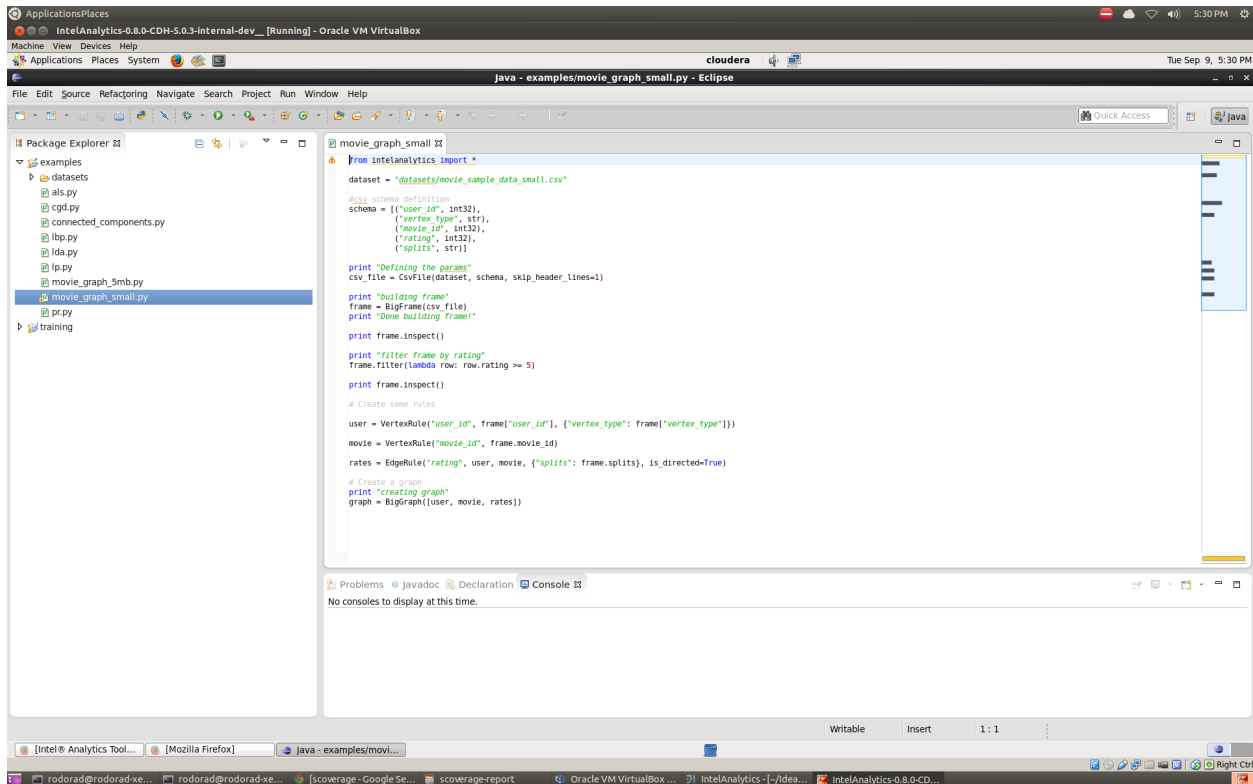 ApplicationsPlaces 5:30 PM
IntelAnalytics-0.8.0-CDH-5.0.3-internal-dev__ [Running] - Oracle VM VirtualBox
Machine View Devices Help
Applications Places System cloudera Tue Sep 9, 5:30 PM
Java - examples/movie_graph_small.py - Eclipse
File Edit Source Refactoring Navigate Search Project Run Window Help
Quick Access Java
Package Explorer
examples
datasets
als.py
cgd.py
connected_components.py
lbp.py
lda.py
lp.py
movie_graph_5mb.py
movie_graph_small.py
pr.py
training
movie_graph_small
from intelanalytics import *
dataset = "datasets/movie_sample_data_small.csv"
#csv schema definition
schema = [("user_id", int32),
("vertex_type", str),
("movie_id", int32),
("rating", int32),
("splits", str)]
print "Defining the params"
csv_file = CsvFile(dataset, schema, skip_header_lines=1)
print "building frame"
frame = BigFrame(csv_file)
print "Done building frame!"
print frame.inspect()
print "filter frame by rating"
frame.filter(lambda row: row.rating >= 5)
print frame.inspect()
# Create some rules
user = VertexRule("user_id", frame["user_id"], {"vertex_type": frame["vertex_type"]})
movie = VertexRule("movie_id", frame.movie_id)
rates = EdgeRule("rating", user, movie, {"splits": frame.splits}, is_directed=True)
# Create a graph
print "creating graph"
graph = BigGraph([user, movie, rates])
Problems Javadoc Declaration Console
No consoles to display at this time.
Writable Insert 1 : 1
[Intel® Analytics Tool... [Mozilla Firefox] Java - examples/movi...
Right Ctrl
rodorad@rodorad-xe... rodorad@rodorad-xe... [scoverage - Google Se... scoverage-report Oracle VM VirtualBox ... IntelAnalytics - [~/Idea... IntelAnalytics-0.8.0-CD...